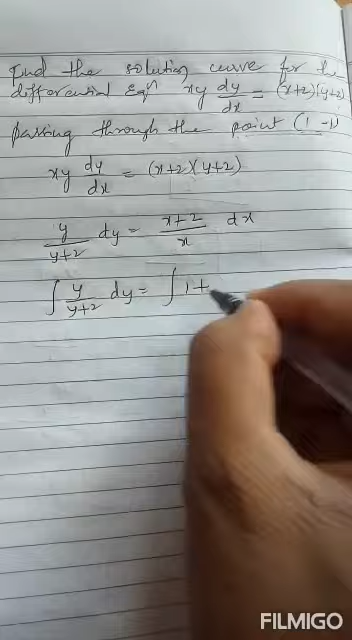 Find the solution curve for the
differential Eqn xy dy/dx = (x+2)(y+2)
passing through the point (1 -1)
xy dy/dx = (x+2)(y+2)
y/y+2 dy = x+2/x dx
∫ y/y+2 dy = ∫ 1+
FILMIGO